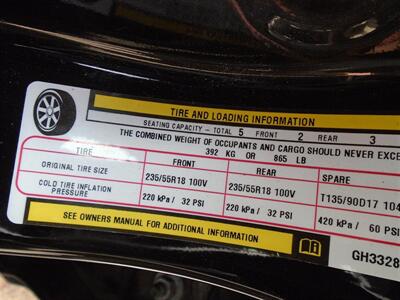 TIRE AND LOADING INFORMATION
SEATING CAPACITY - TOTAL 5 FRONT 2 REAR 3
THE COMBINED WEIGHT OF OCCUPANTS AND CARGO SHOULD NEVER EXCE
392 KG OR 865 LB
TIRE FRONT REAR SPARE
ORIGINAL TIRE SIZE 235/55R18 100V 235/55R18 100V T135/90D17 104
COLD TIRE INFLATION PRESSURE 220 kPa / 32 PSI 220 kPa / 32 PSI 420 kPa / 60 PSI
SEE OWNERS MANUAL FOR ADDITIONAL INFORMATION
GH3328